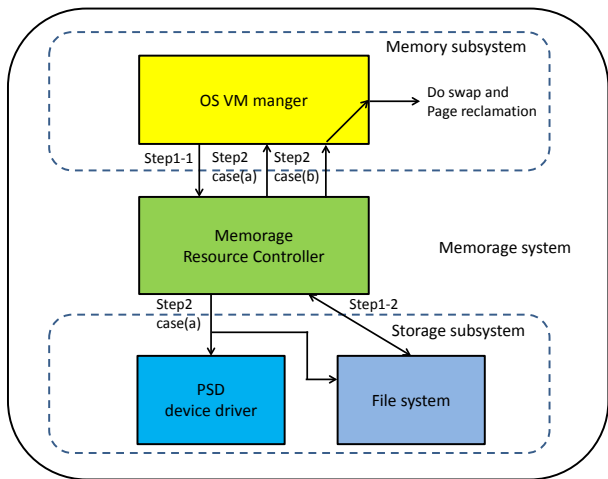 Memory subsystem
OS VM manger
Do swap and
Page reclamation
Step1-1
Step2
case(a)
Step2
case(b)
Memorage
Resource Controller
Memorage system
Step2
case(a)
Step1-2
Storage subsystem
PSD
device driver
File system